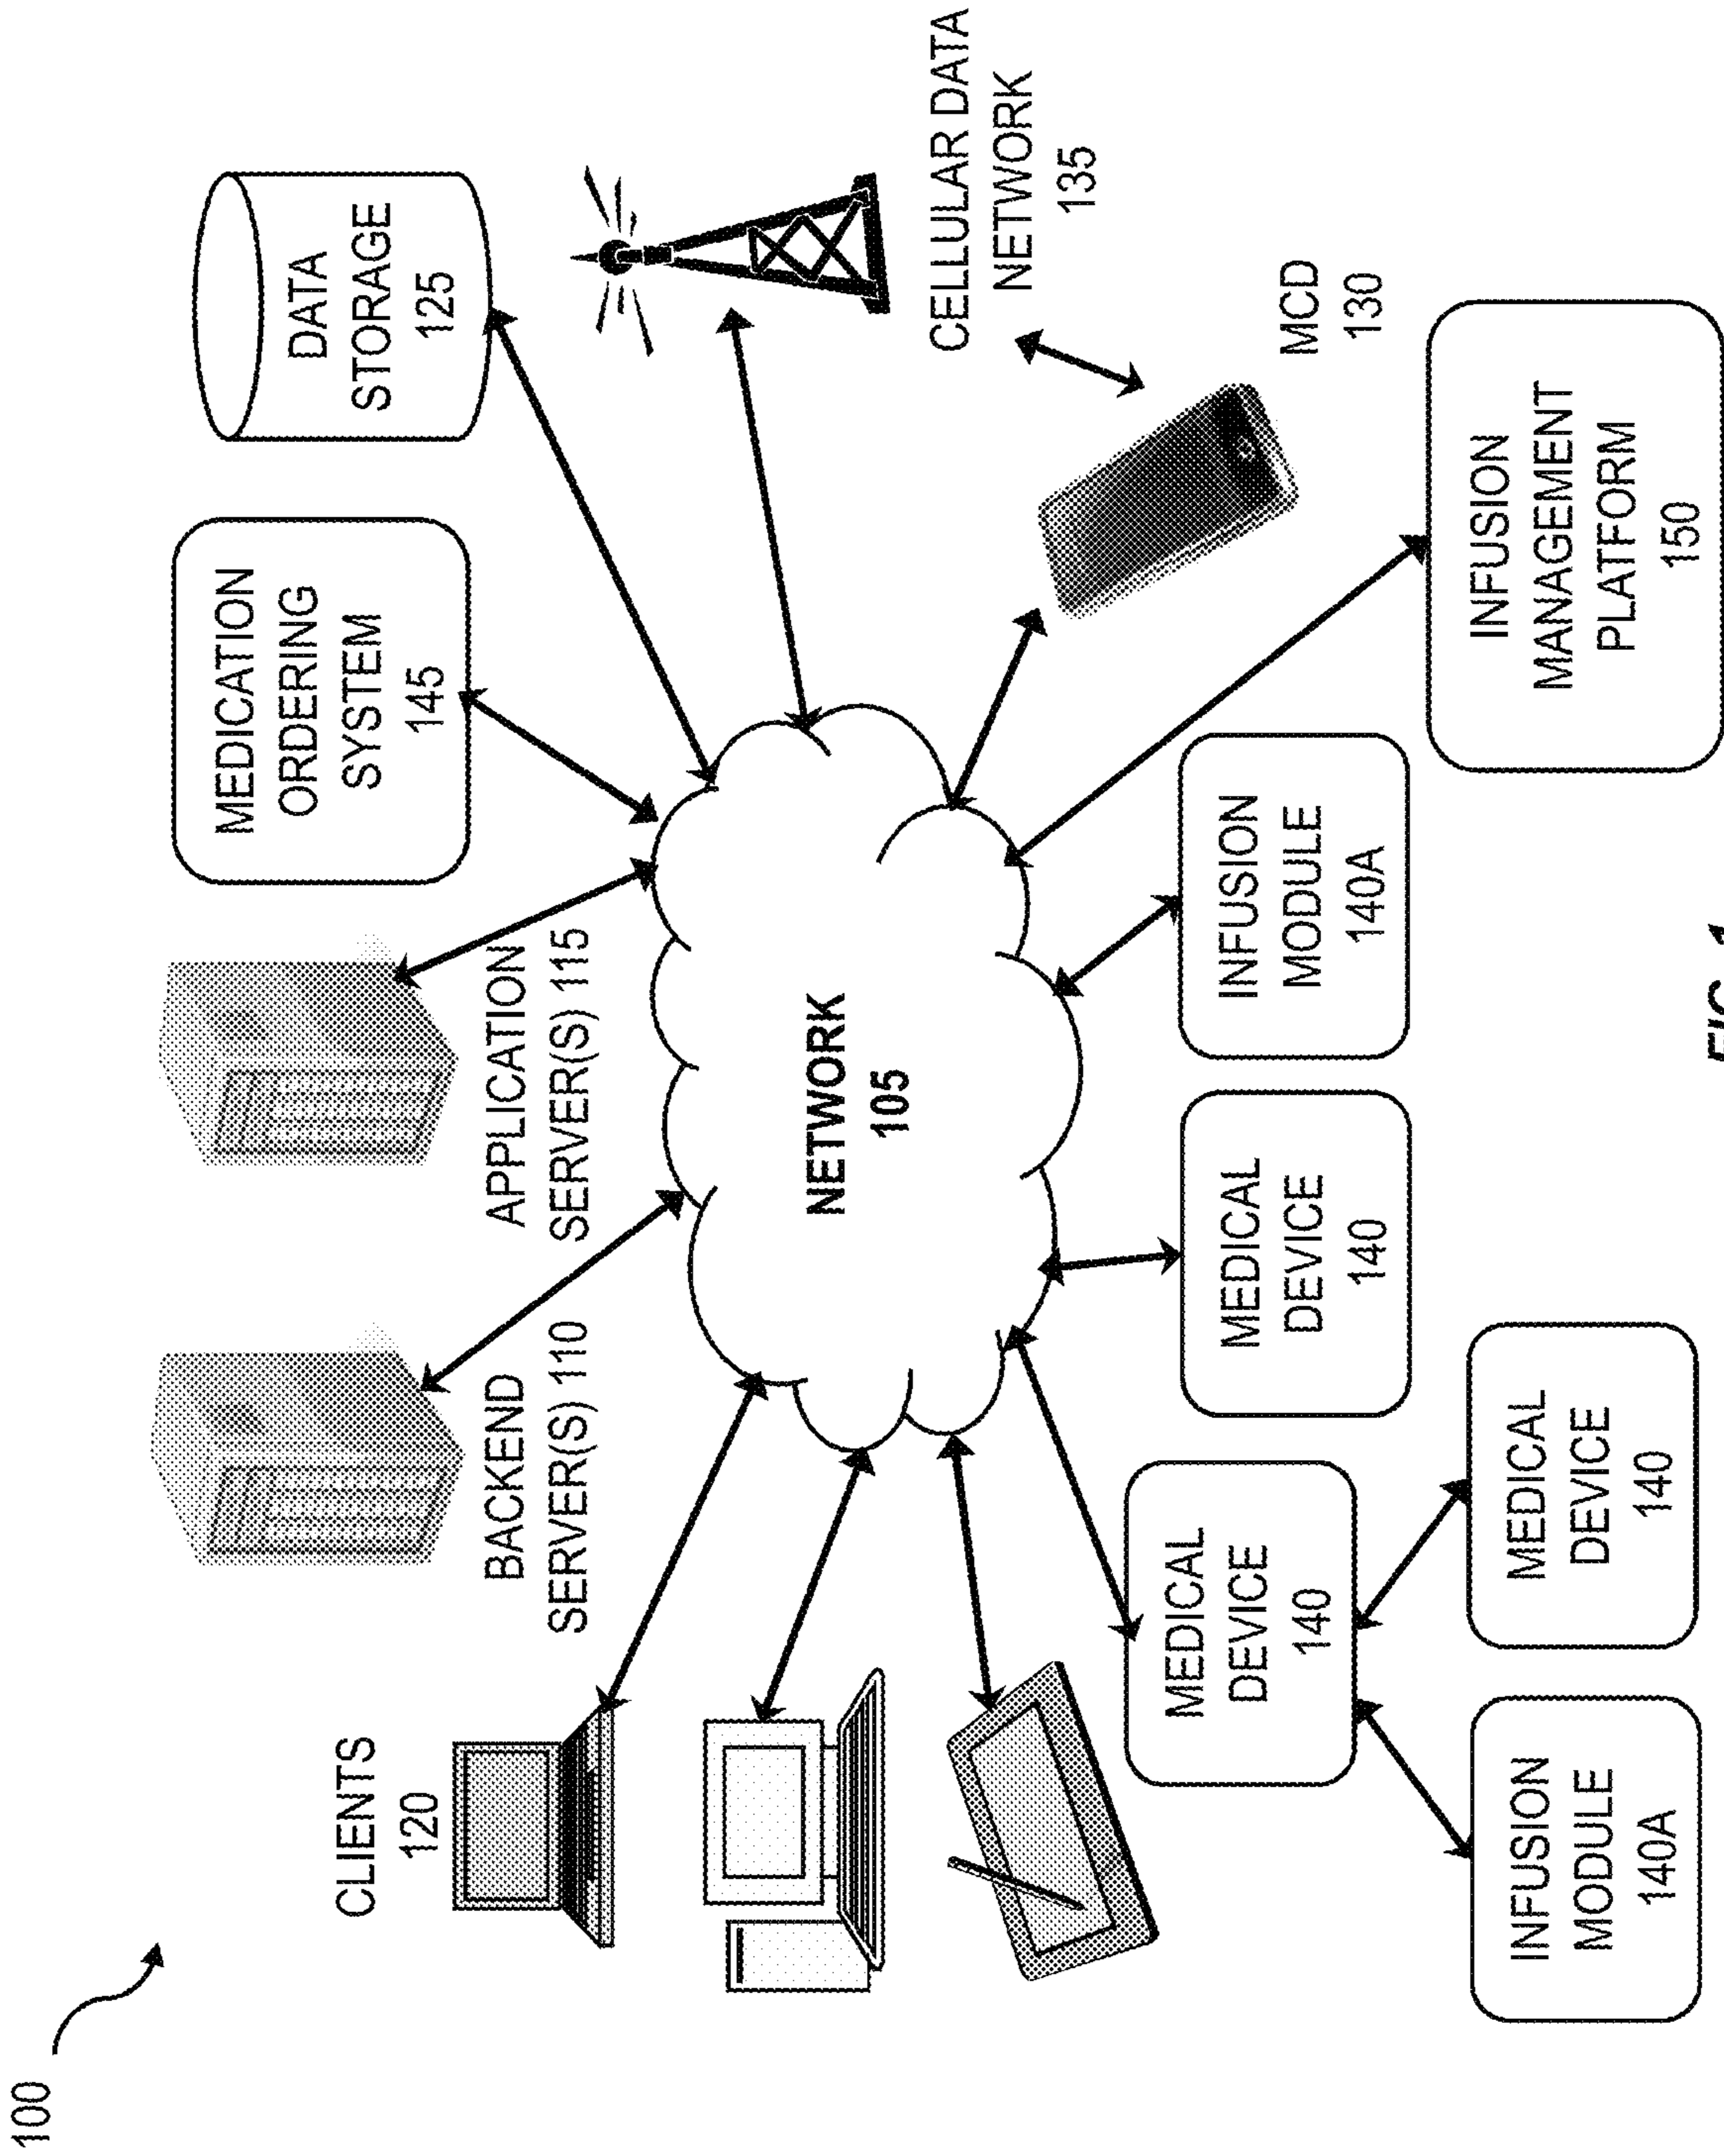 100
CLIENTS
120
BACKEND
SERVER(S) 110
APPLICATION
SERVER(S) 115
MEDICATION
ORDERING
SYSTEM
145
DATA
STORAGE
125
NETWORK
105
CELLULAR DATA
NETWORK
135
MCD
130
MEDICAL
DEVICE
140
MEDICAL
DEVICE
140
INFUSION
MODULE
140A
INFUSION
MANAGEMENT
PLATFORM
150
INFUSION
MODULE
140A
MEDICAL
DEVICE
140
FIG. 1